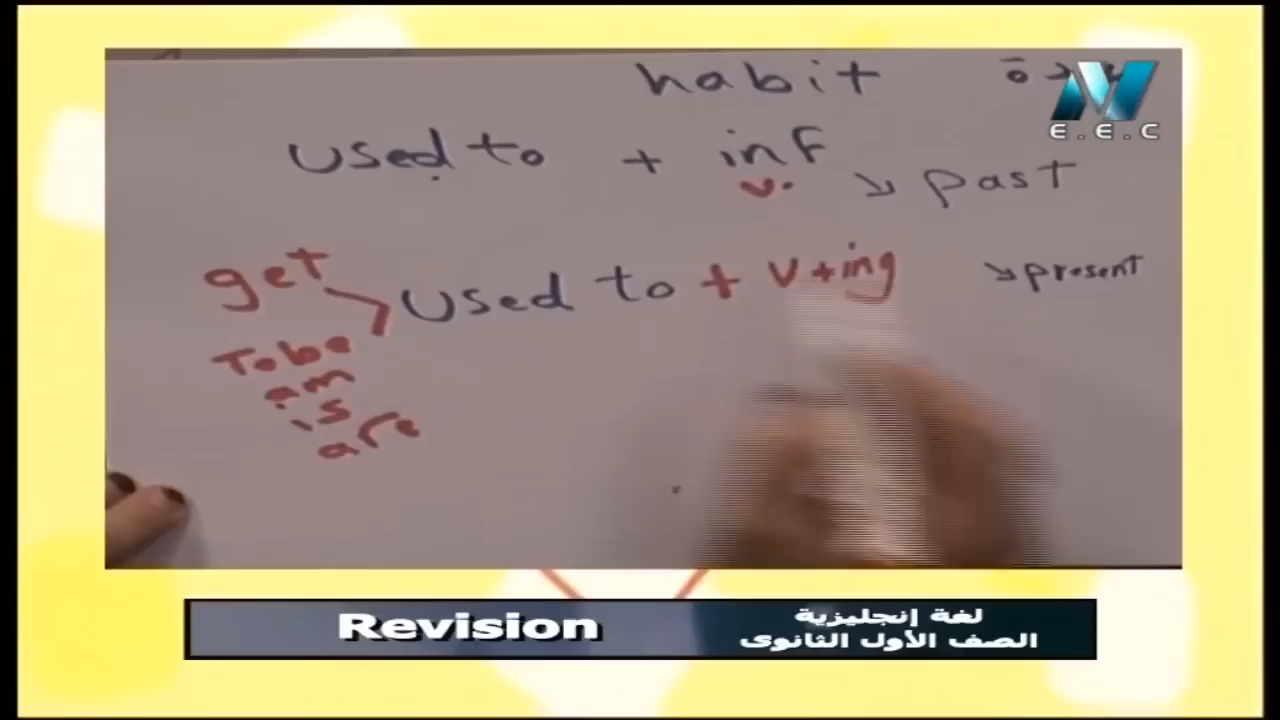 habit
used to + inf
v. ↘ past
get used to + v+ing ↘ present
To be
am
is
are
E.E.C
Revision
لغة إنجليزية
الصف الأول الثانوى